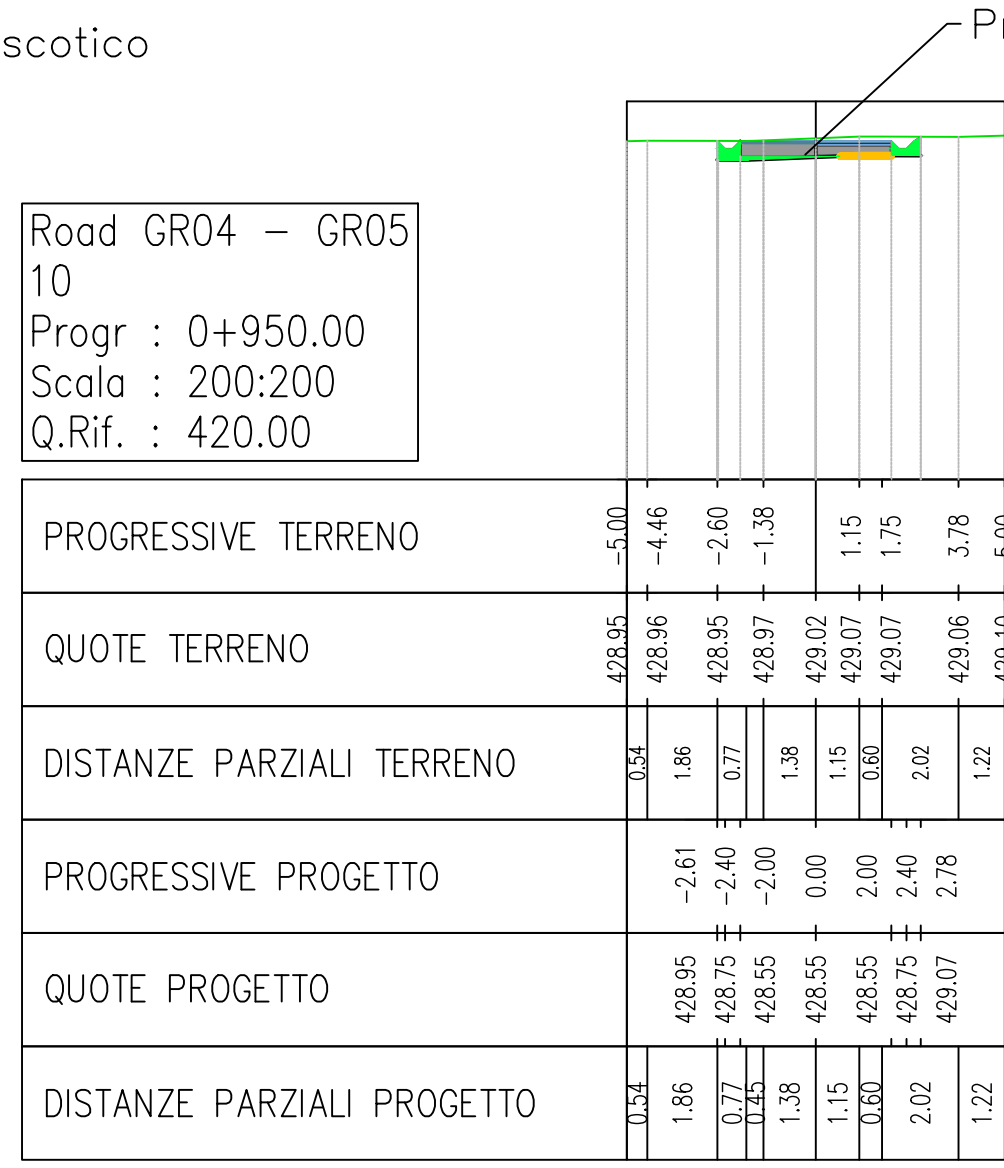 scotico
Road GR04 - GR05
10
Progr : 0+950.00
Scala : 200:200
Q.Rif. : 420.00
PROGRESSIVE TERRENO -5.00 -4.46 -2.60 -1.38 1.15 1.75 3.78
QUOTE TERRENO 428.95 428.96 428.95 428.97 429.02 429.07 429.07 429.06
DISTANZE PARZIALI TERRENO 0.54 1.86 0.77 1.38 1.15 0.60 2.02 1.22
PROGRESSIVE PROGETTO -2.61 -2.40 -2.00 0.00 2.00 2.40 2.78
QUOTE PROGETTO 428.95 428.75 428.55 428.55 428.55 428.75 429.07
DISTANZE PARZIALI PROGETTO 0.54 1.86 0.77 0.45 1.38 1.15 0.60 2.02 1.22